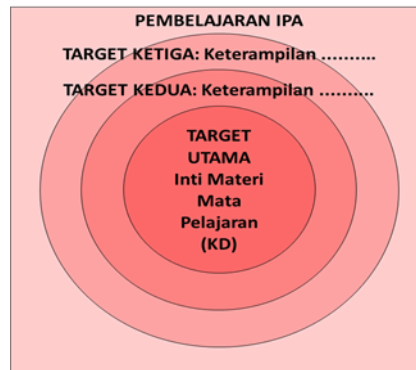 PEMBELAJARAN IPA
TARGET KETIGA: Keterampilan ..........
TARGET KEDUA: Keterampilan ..........
TARGET
UTAMA
Inti Materi
Mata
Pelajaran
(KD)